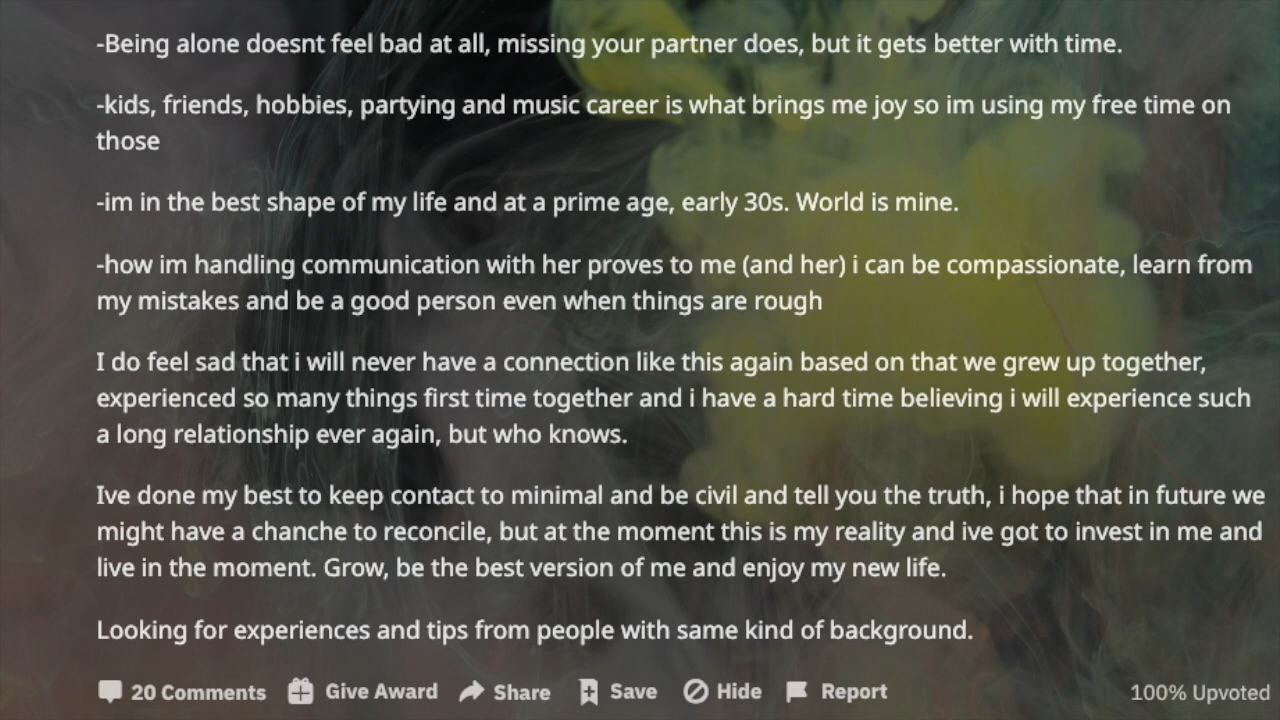 -Being alone doesnt feel bad at all, missing your partner does, but it gets better with time.
-kids, friends, hobbies, partying and music career is what brings me joy so im using my free time on
those
-im in the best shape of my life and at a prime age, early 30s. World is mine.
-how im handling communication with her proves to me (and her) i can be compassionate, learn from
my mistakes and be a good person even when things are rough
I do feel sad that i will never have a connection like this again based on that we grew up together,
experienced so many things first time together and i have a hard time believing i will experience such
a long relationship ever again, but who knows.
Ive done my best to keep contact to minimal and be civil and tell you the truth, i hope that in future we
might have a chanche to reconcile, but at the moment this is my reality and ive got to invest in me and
live in the moment. Grow, be the best version of me and enjoy my new life.
Looking for experiences and tips from people with same kind of background.
20 Comments Give Award Share Save Hide Report 100% Upvoted